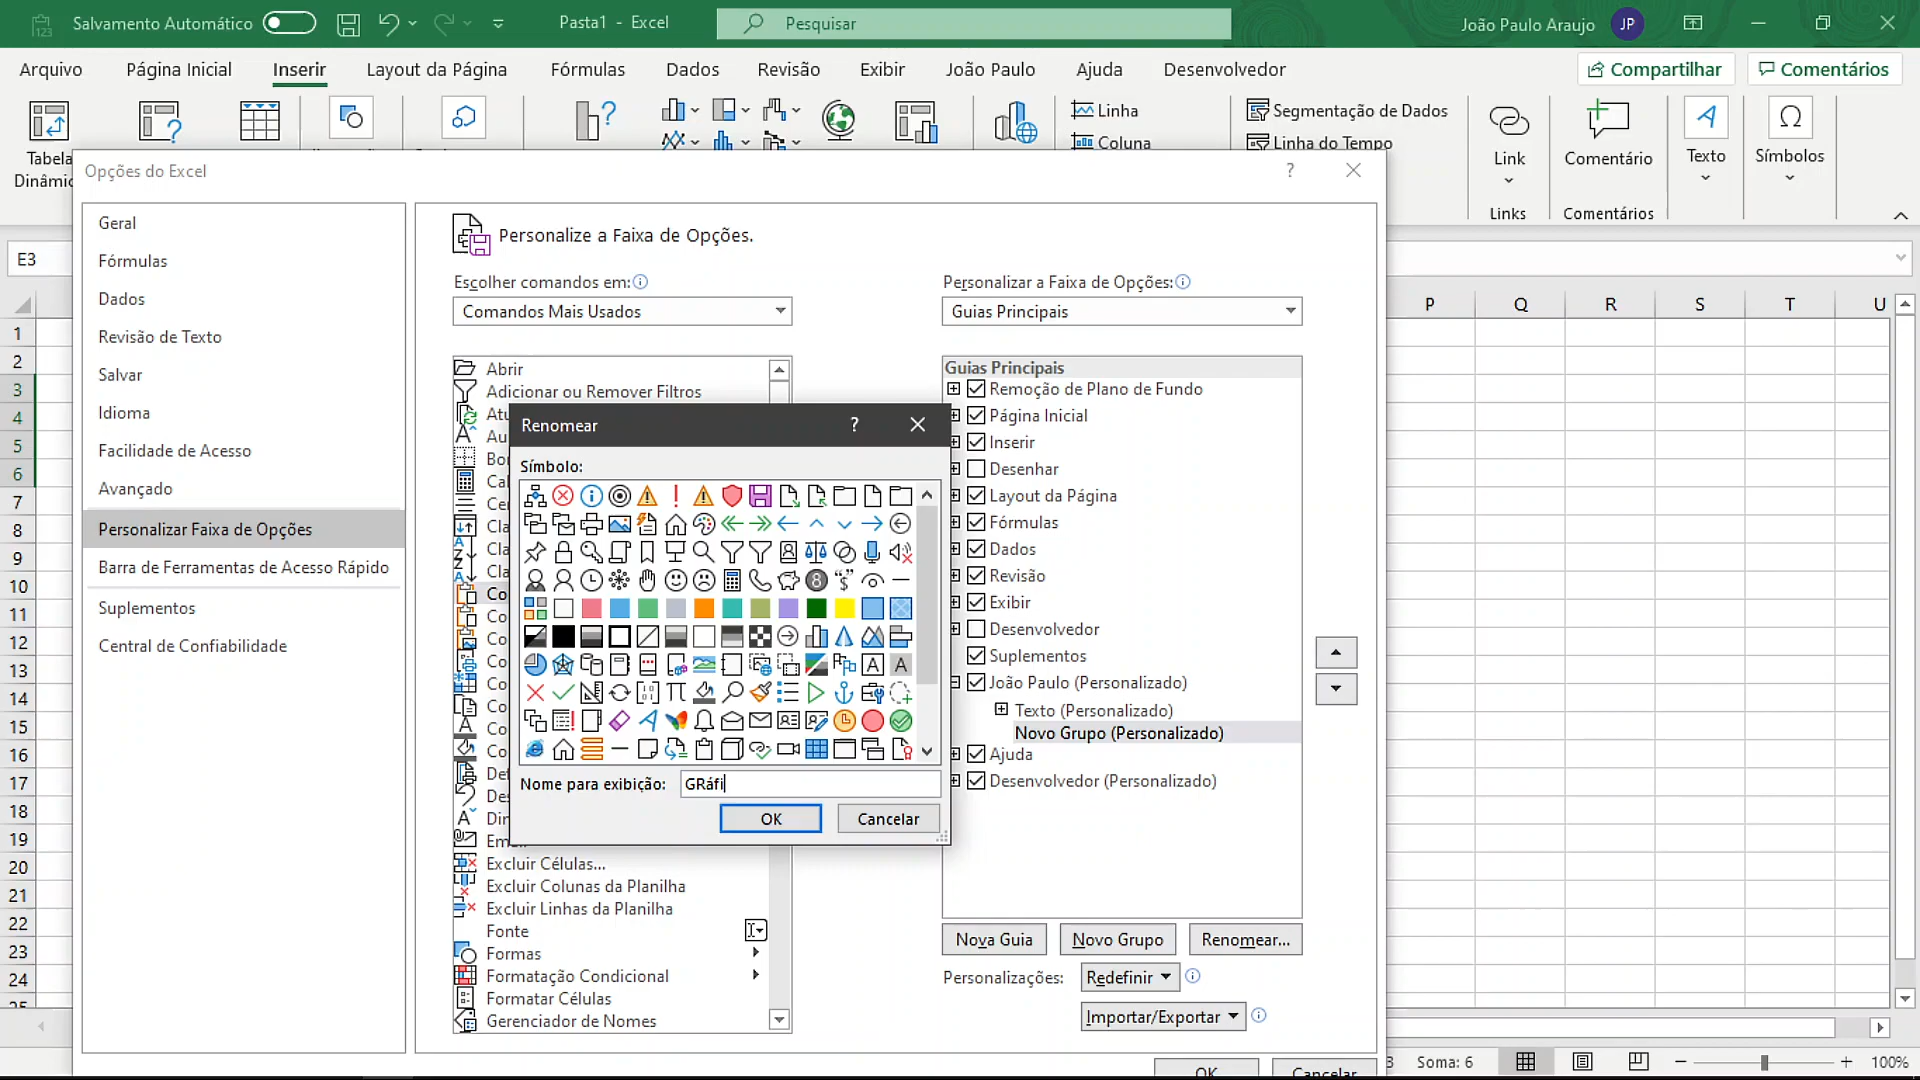 Salvamento Automático
Pasta1 - Excel
Pesquisar
João Paulo Araujo
JP
Arquivo
Página Inicial
Inserir
Layout da Página
Fórmulas
Dados
Revisão
Exibir
João Paulo
Ajuda
Desenvolvedor
Compartilhar
Comentários
Tabela
Linha
Coluna
Segmentação de Dados
Linha do Tempo
Link
Comentário
Texto
Símbolos
Links
Comentários
Opções do Excel
?
E3
Geral
Fórmulas
Dados
Revisão de Texto
Salvar
Idioma
Facilidade de Acesso
Avançado
Personalizar Faixa de Opções
Barra de Ferramentas de Acesso Rápido
Suplementos
Central de Confiabilidade
Personalize a Faixa de Opções.
Escolher comandos em:
Comandos Mais Usados
Personalizar a Faixa de Opções:
Guias Principais
Abrir
Adicionar ou Remover Filtros
Excluir Células...
Excluir Colunas da Planilha
Excluir Linhas da Planilha
Fonte
Formas
Formatação Condicional
Formatar Células
Gerenciador de Nomes
Renomear
?
Símbolo:
Nome para exibição:
GRáfi
OK
Cancelar
Guias Principais
Remoção de Plano de Fundo
Página Inicial
Inserir
Desenhar
Layout da Página
Fórmulas
Dados
Revisão
Exibir
Desenvolvedor
Suplementos
João Paulo (Personalizado)
Texto (Personalizado)
Novo Grupo (Personalizado)
Ajuda
Desenvolvedor (Personalizado)
Nova Guia
Novo Grupo
Renomear...
Personalizações:
Redefinir
Importar/Exportar
OK
Cancelar
P Q R S T U
1
2
3
4
5
6
7
8
9
10
11
12
13
14
15
16
17
18
19
20
21
22
23
24
25
Soma: 6
100%